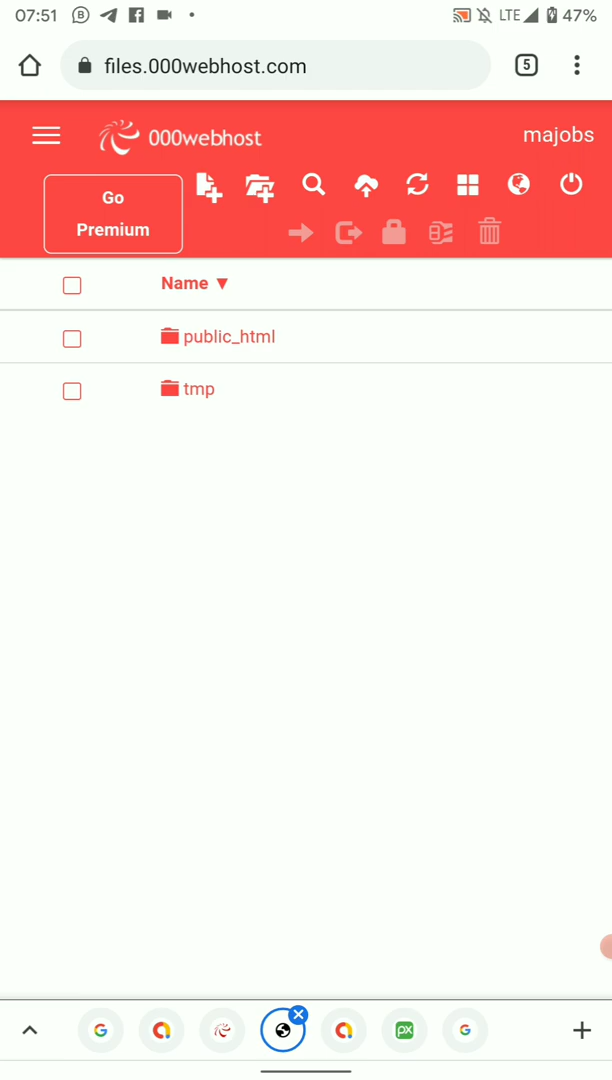 07:51 LTE 47%
files.000webhost.com 5
000webhost majobs
Go
Premium
Name ▼
public_html
tmp